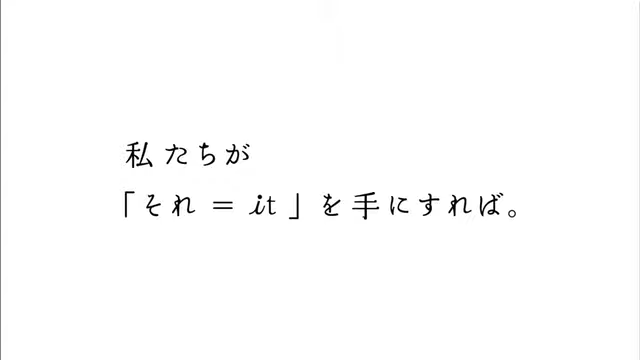 私たちが
「それ = it」を手にすれば。